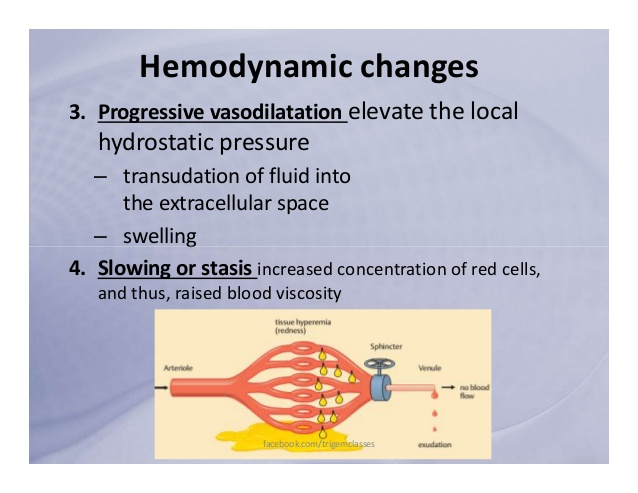 Hemodynamic changes
3. Progressive vasodilatation elevate the local
hydrostatic pressure
– transudation of fluid into
the extracellular space
– swelling
4. Slowing or stasis increased concentration of red cells,
and thus, raised blood viscosity
tissue hyperemia
(redness)
Sphincter
Arteriole
Venule
no blood
flow
facebook.com/trigemclasses
exudation